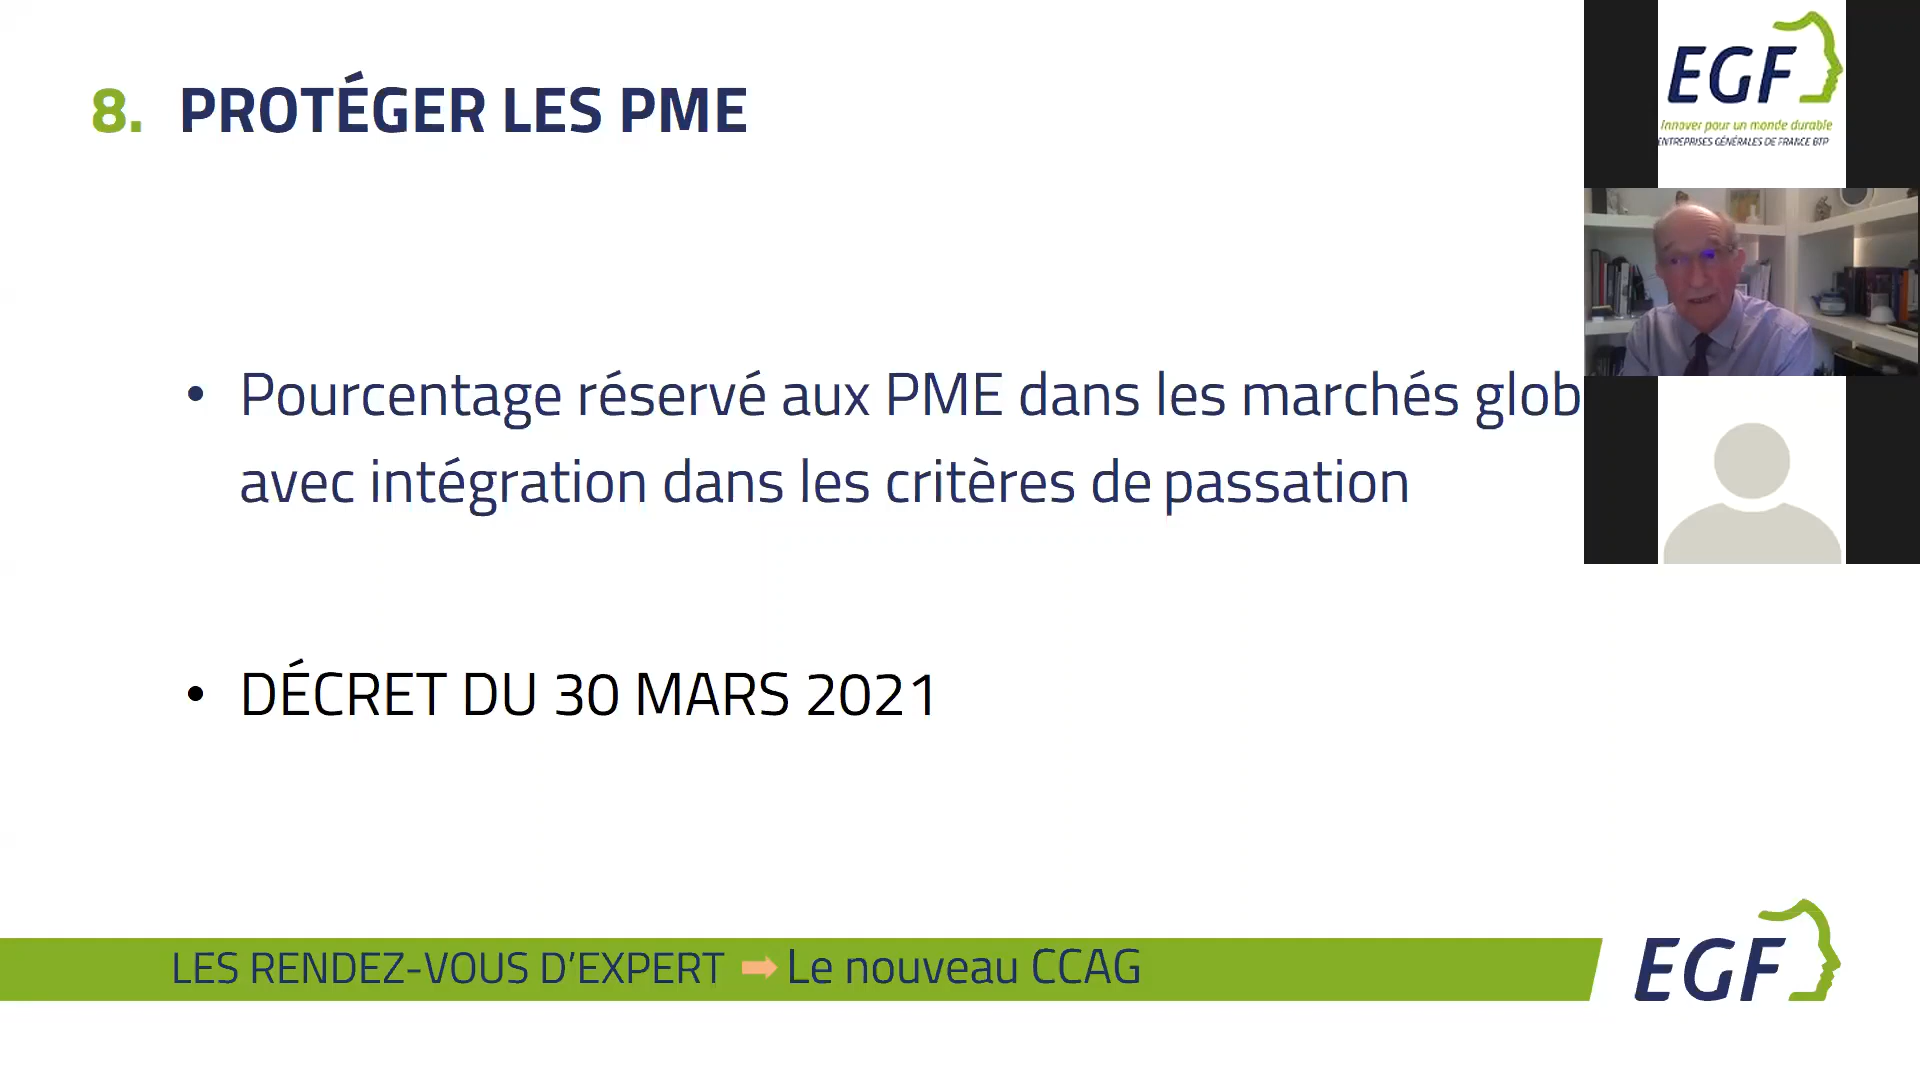 8. PROTÉGER LES PME
• Pourcentage réservé aux PME dans les marchés glob
avec intégration dans les critères de passation
• DÉCRET DU 30 MARS 2021
LES RENDEZ-VOUS D’EXPERT ➡ Le nouveau CCAG
EGF
EGF
Innover pour un monde durable
ENTREPRISES GÉNÉRALES DE FRANCE BTP